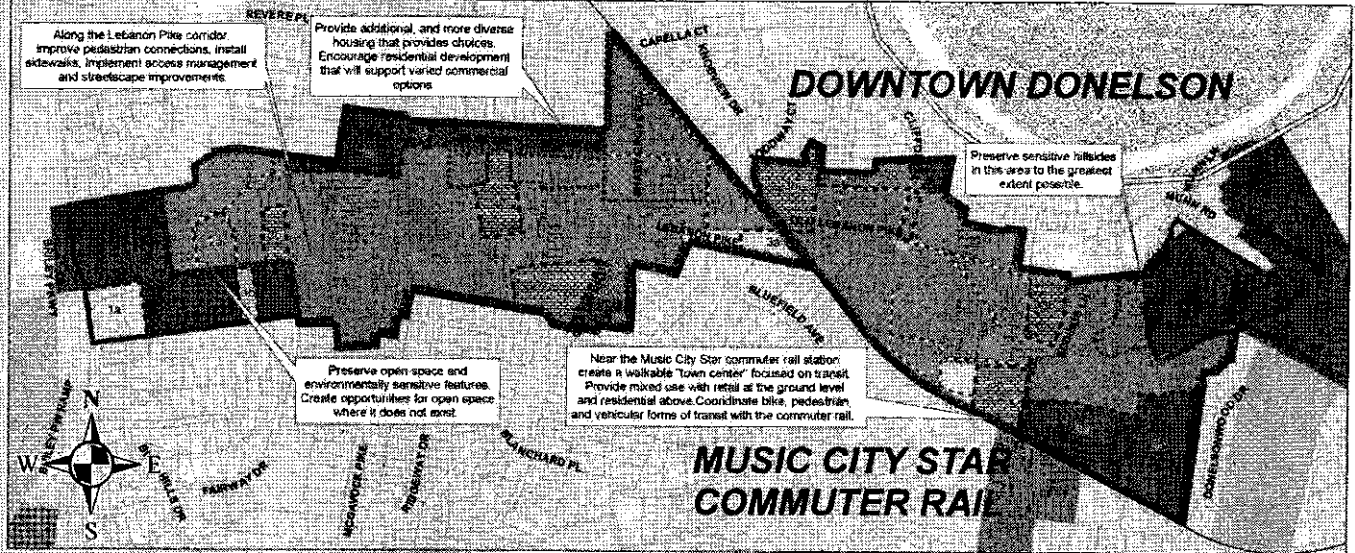 REVERE PL
Along the Lebanon Pike corridor,
improve pedestrian connections, install
sidewalks, implement access management
and streetscape improvements.
Provide additional, and more diverse
housing that provides choices.
Encourage residential development
that will support varied commercial
options
CAPELLA CT
DOWNTOWN DONELSON
Preserve sensitive hillsides
in this area to the greatest
extent possible.
MUNN RD
LEBANON PIKE
LEBANON PIKE
BLUEFIELD AVE
1a
Preserve open space and
environmentally sensitive features.
Create opportunities for open space
where it does not exist.
Near the Music City Star commuter rail station
create a walkable "town center" focused on transit.
Provide mixed use with retail at the ground level
and residential above. Coordinate bike, pedestrian,
and vehicular forms of transit with the commuter rail.
DONELSONWOOD DR
N
W
E
S
FAIRWAY DR
MCGAVOCK PIKE
RIDGEWAY DR
BLANCHARD PL
MUSIC CITY STAR
COMMUTER RAIL